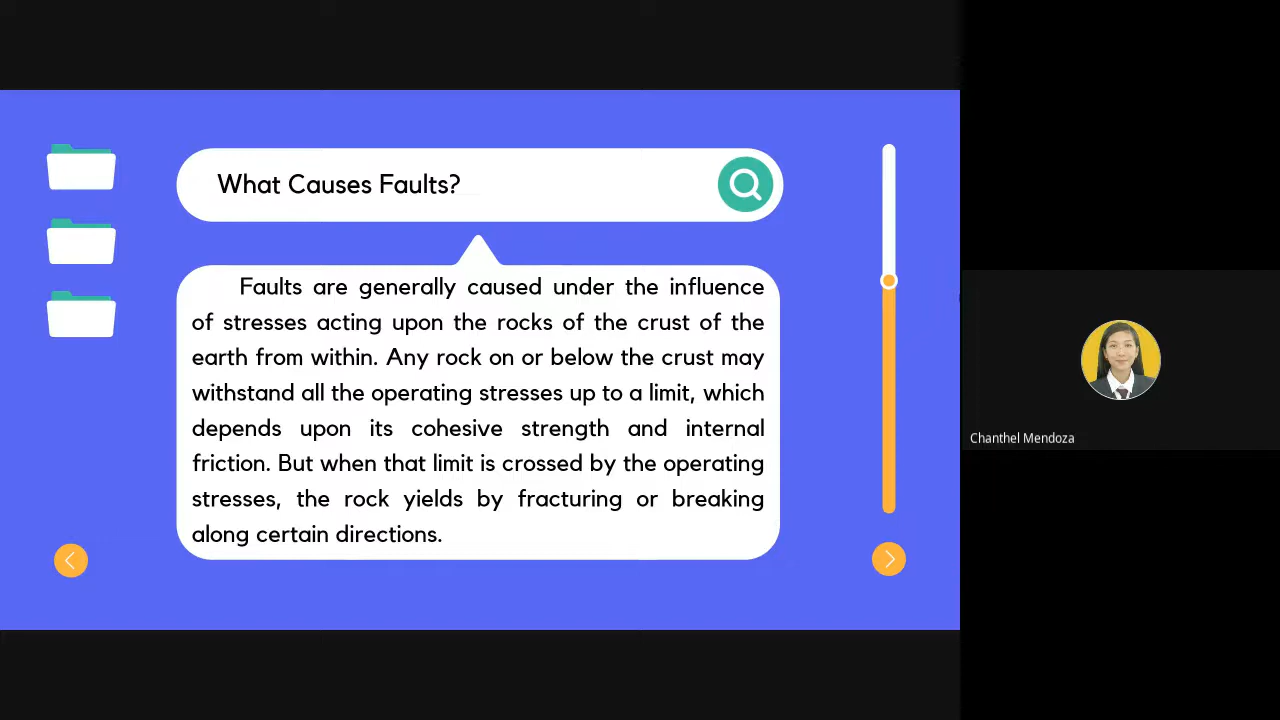 What Causes Faults?
Faults are generally caused under the influence
of stresses acting upon the rocks of the crust of the
earth from within. Any rock on or below the crust may
withstand all the operating stresses up to a limit, which
depends upon its cohesive strength and internal
friction. But when that limit is crossed by the operating
stresses, the rock yields by fracturing or breaking
along certain directions.
Chanthel Mendoza